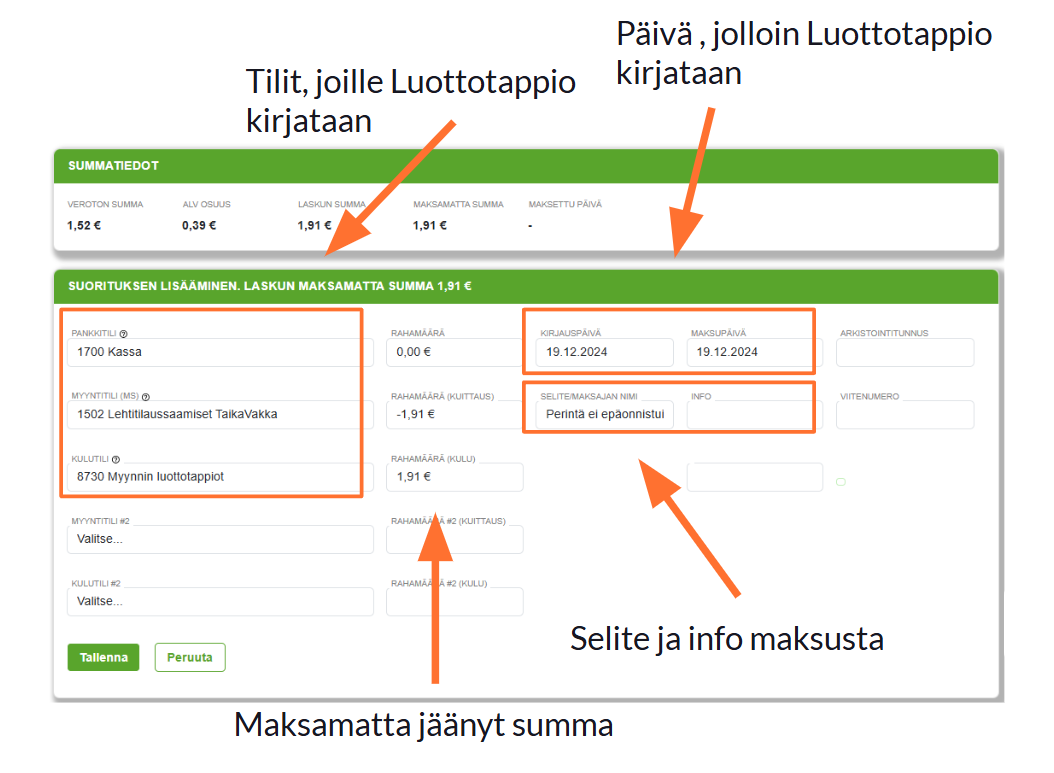 Päivä , jolloin Luottotappio
kirjataan
Tilit, joille Luottotappio
kirjataan
SUMMATIEDOT
VEROTON SUMMA ALV OSUUS LASKUN SUMMA MAKSAMATTA SUMMA MAKSETTU PÄIVÄ
1,52 € 0,39 € 1,91 € 1,91 € -
SUORITUKSEN LISÄÄMINEN. LASKUN MAKSAMATTA SUMMA 1,91 €
PANKKITILI RAHAMÄÄRÄ KIRJAUSPÄIVÄ MAKSUPÄIVÄ ARKISTOINTITUNNUS
1700 Kassa 0,00 € 19.12.2024 19.12.2024
MYYNTITILI (MS) RAHAMÄÄRÄ (KUITTAUS) SELITE/MAKSAJAN NIMI INFO VIITENUMERO
1502 Lehtitilaussaamiset TaikaVakka -1,91 € Perintä ei epäonnistui
KULUTILI RAHAMÄÄRÄ (KULU)
8730 Myynnin luottotappiot 1,91 €
MYYNTITILI #2 RAHAMÄÄRÄ #2 (KUITTAUS)
Valitse...
KULUTILI #2 RAHAMÄÄRÄ #2 (KULU)
Valitse...
Tallenna Peruuta
Selite ja info maksusta
Maksamatta jäänyt summa